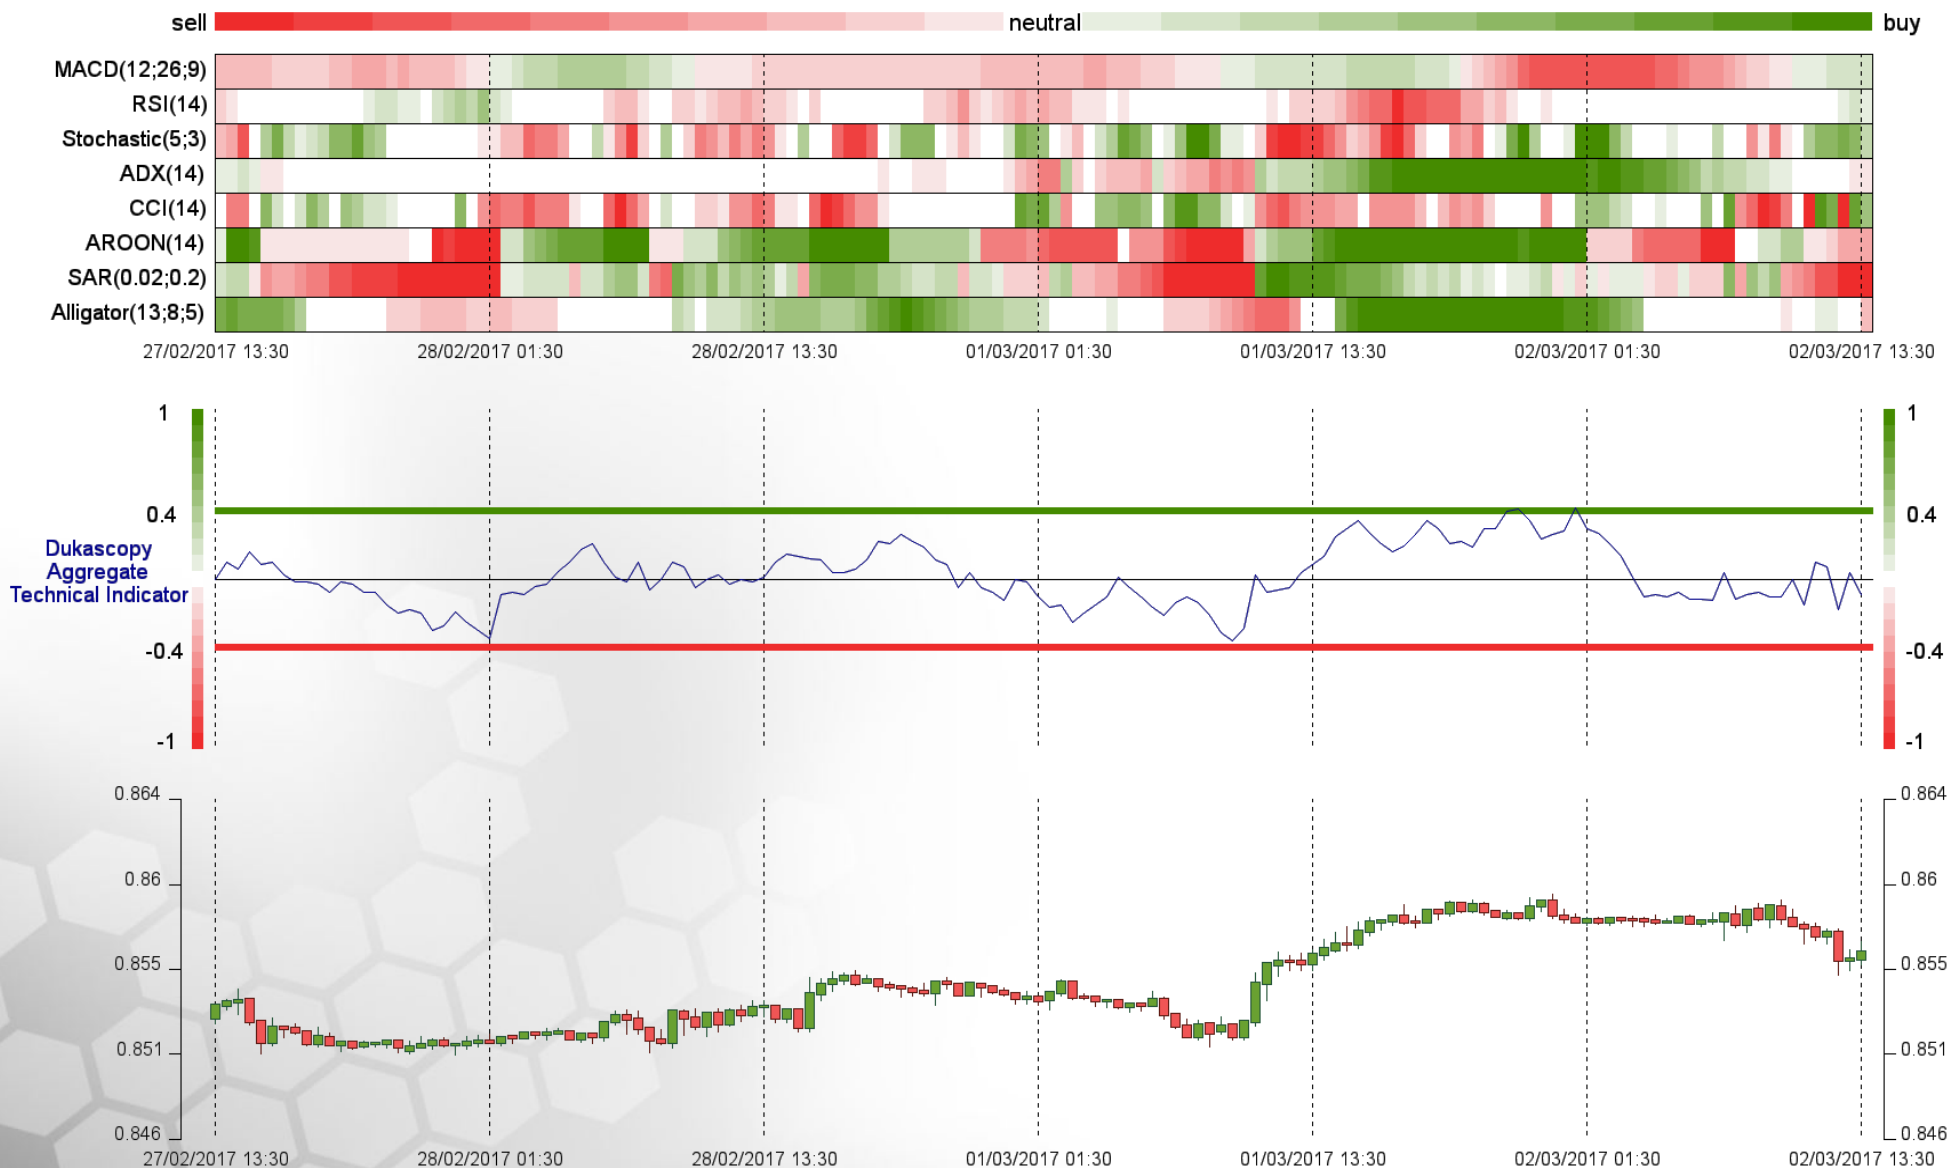 sell neutral buy
MACD(12;26;9)
RSI(14)
Stochastic(5;3)
ADX(14)
CCI(14)
AROON(14)
SAR(0.02;0.2)
Alligator(13;8;5)
27/02/2017 13:30 28/02/2017 01:30 28/02/2017 13:30 01/03/2017 01:30 01/03/2017 13:30 02/03/2017 01:30 02/03/2017 13:30
1 1
0.4 0.4
Dukascopy
Aggregate
Technical Indicator
-0.4 -0.4
-1 -1
0.864 0.864
0.86 0.86
0.855 0.855
0.851 0.851
0.846 0.846
27/02/2017 13:30 28/02/2017 01:30 28/02/2017 13:30 01/03/2017 01:30 01/03/2017 13:30 02/03/2017 01:30 02/03/2017 13:30